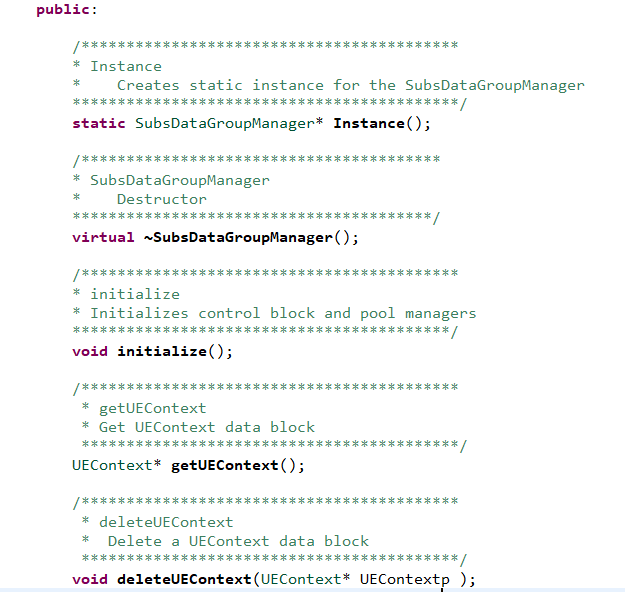 public:
/******************************************
* Instance
*    Creates static instance for the SubsDataGroupManager
*******************************************/
static SubsDataGroupManager* Instance();
/****************************************
* SubsDataGroupManager
*    Destructor
****************************************/
virtual ~SubsDataGroupManager();
/******************************************
* initialize
* Initializes control block and pool managers
******************************************/
void initialize();
/******************************************
* getUEContext
* Get UEContext data block
******************************************/
UEContext* getUEContext();
/******************************************
* deleteUEContext
*  Delete a UEContext data block
******************************************/
void deleteUEContext(UEContext* UEContextp );